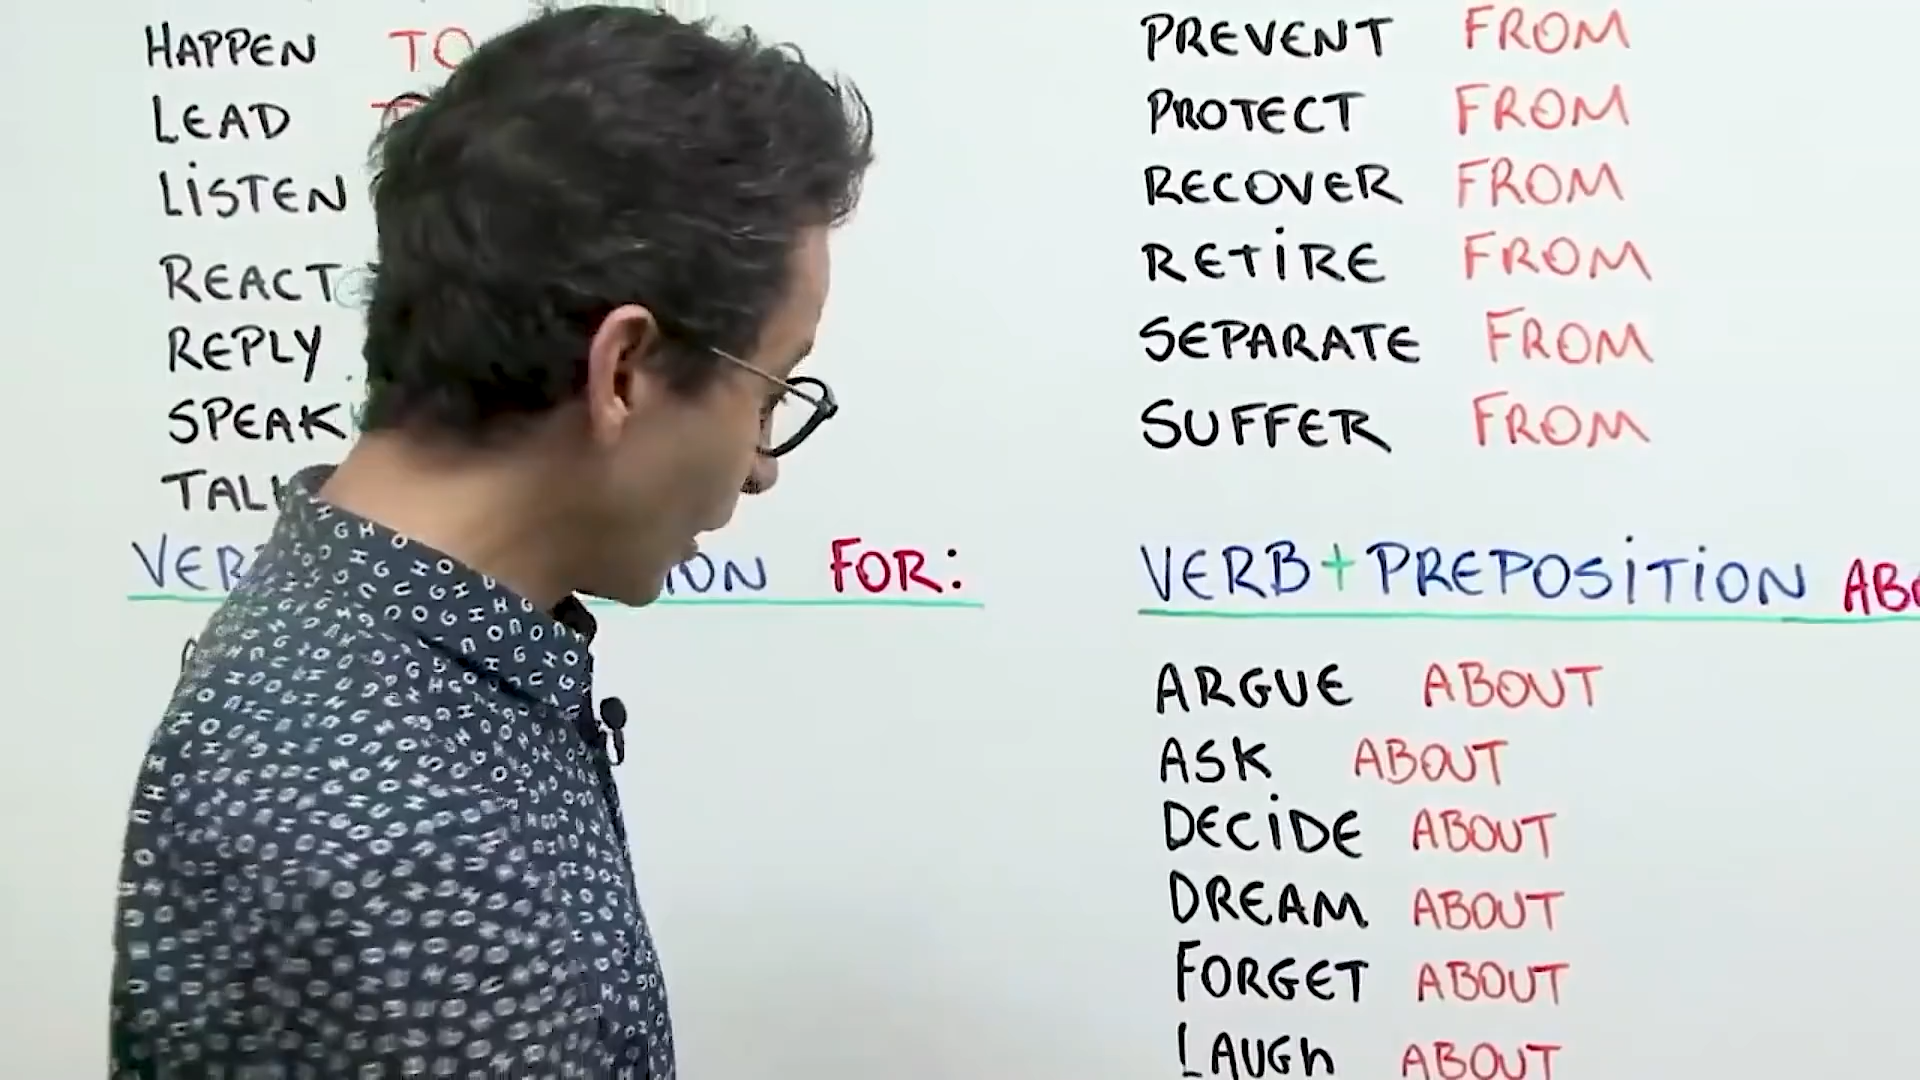 HAPPEN TO
LEAD
LISTEN
REACT
REPLY
SPEAK
FOR:
PREVENT FROM
PROTECT FROM
RECOVER FROM
RETIRE FROM
SEPARATE FROM
SUFFER FROM
VERB+PREPOSITION
ARGUE ABOUT
ASK ABOUT
DECIDE ABOUT
DREAM ABOUT
FORGET ABOUT
LAUGH ABOUT